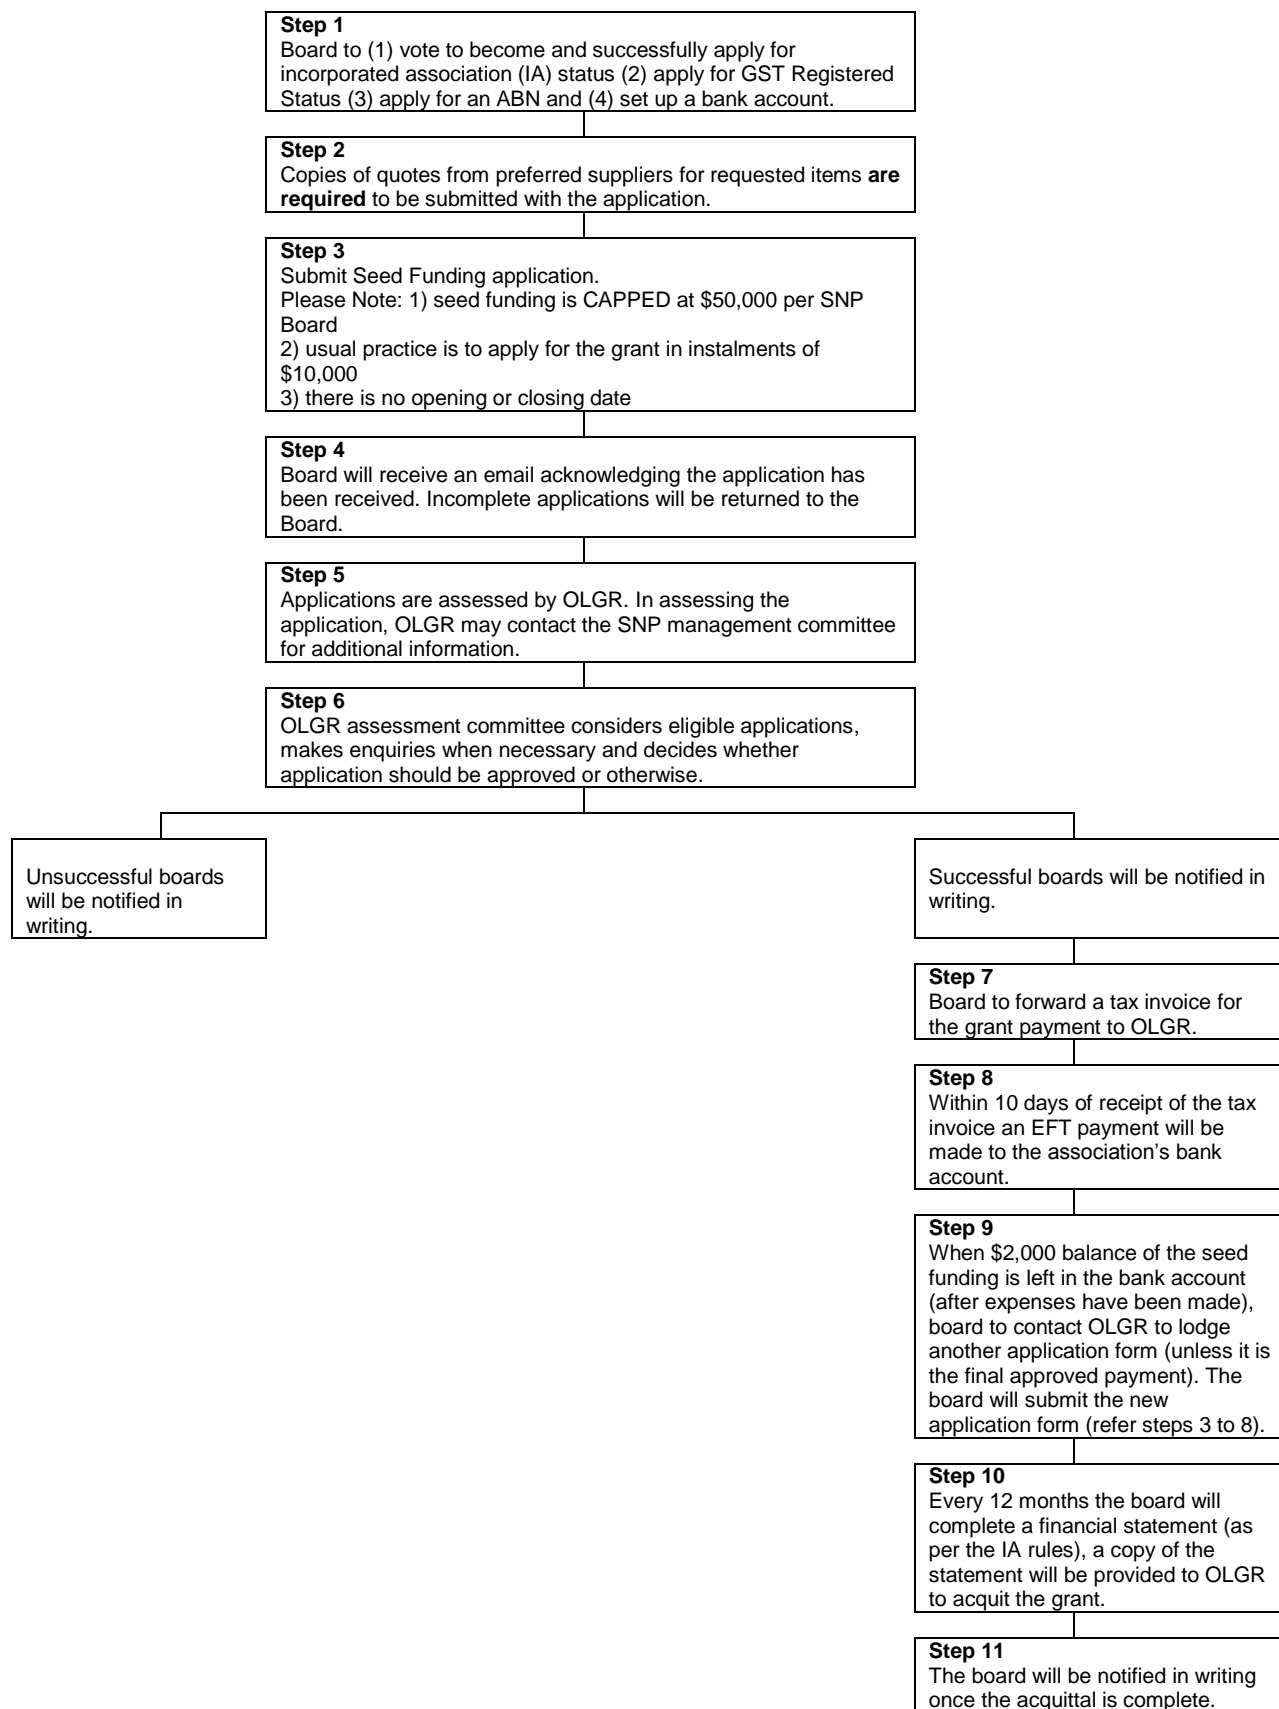 Step 1
Board to (1) vote to become and successfully apply for
incorporated association (IA) status (2) apply for GST Registered
Status (3) apply for an ABN and (4) set up a bank account.
Step 2
Copies of quotes from preferred suppliers for requested items are
required to be submitted with the application.
Step 3
Submit Seed Funding application.
Please Note: 1) seed funding is CAPPED at $50,000 per SNP
Board
2) usual practice is to apply for the grant in instalments of
$10,000
3) there is no opening or closing date
Step 4
Board will receive an email acknowledging the application has
been received. Incomplete applications will be returned to the
Board.
Step 5
Applications are assessed by OLGR. In assessing the
application, OLGR may contact the SNP management committee
for additional information.
Step 6
OLGR assessment committee considers eligible applications,
makes enquiries when necessary and decides whether
application should be approved or otherwise.
Unsuccessful boards
will be notified in
writing.
Successful boards will be notified in
writing.
Step 7
Board to forward a tax invoice for
the grant payment to OLGR.
Step 8
Within 10 days of receipt of the tax
invoice an EFT payment will be
made to the association's bank
account.
Step 9
When $2,000 balance of the seed
funding is left in the bank account
(after expenses have been made),
board to contact OLGR to lodge
another application form (unless it is
the final approved payment). The
board will submit the new
application form (refer steps 3 to 8).
Step 10
Every 12 months the board will
complete a financial statement (as
per the IA rules), a copy of the
statement will be provided to OLGR
to acquit the grant.
Step 11
The board will be notified in writing
once the acquittal is complete.